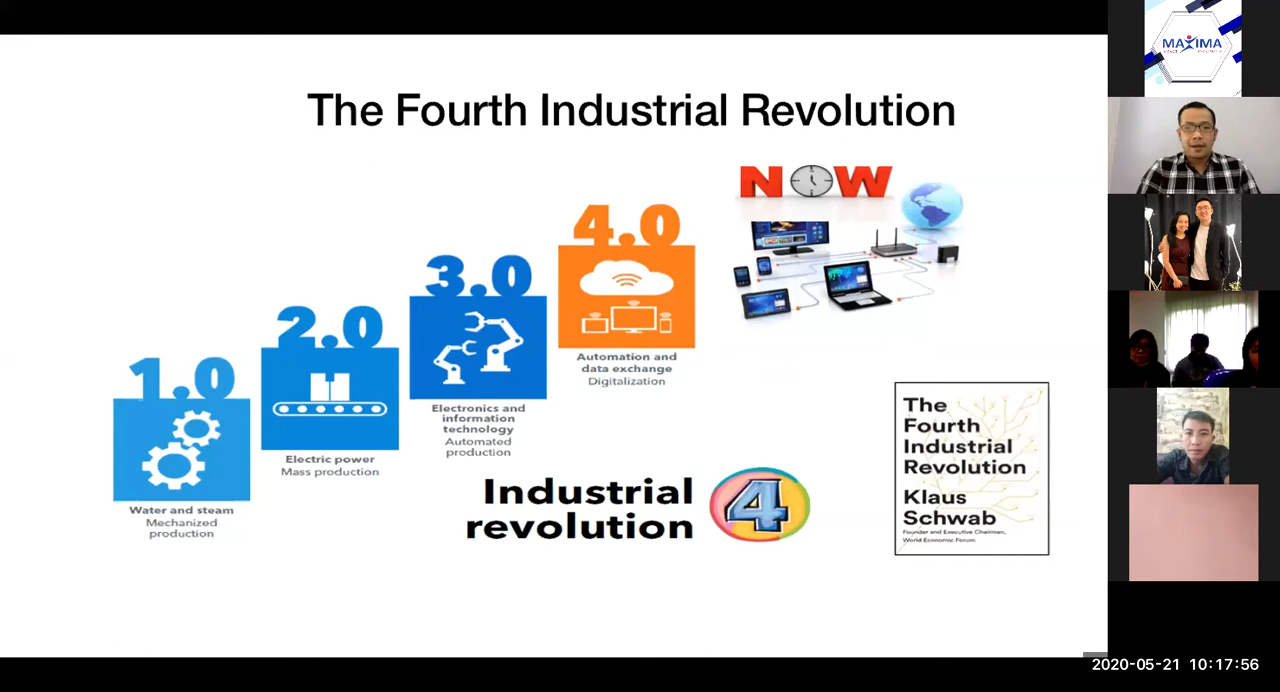 The Fourth Industrial Revolution
NOW
4.0
Automation and
data exchange
Digitalization
3.0
Electronics and
information
technology
Automated
production
2.0
Electric power
Mass production
1.0
Water and steam
Mechanized
production
Industrial
revolution
4
The
Fourth
Industrial
Revolution
Klaus
Schwab
Founder and Executive Chairman,
World Economic Forum
MAXIMA
2020-05-21 10:17:56